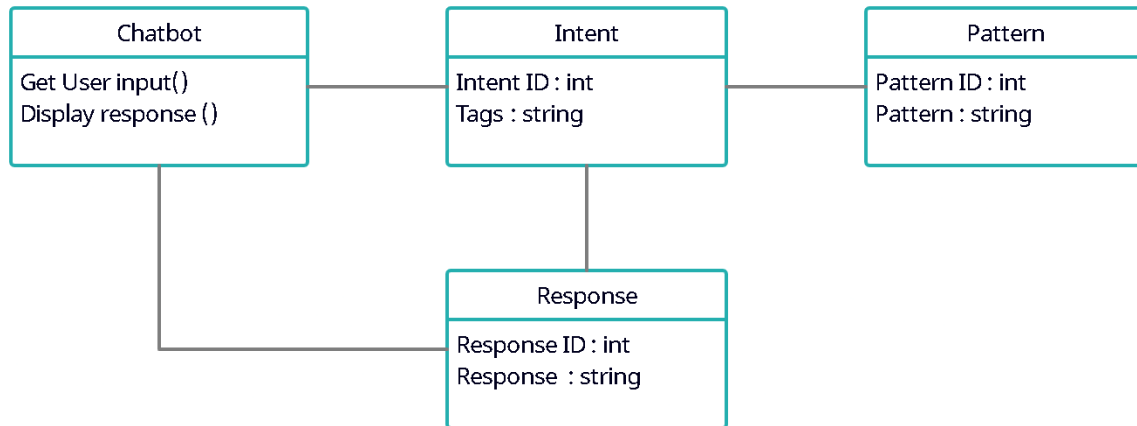 Chatbot
Get User input()
Display response ()
Intent
Intent ID : int
Tags : string
Pattern
Pattern ID : int
Pattern : string
Response
Response ID : int
Response : string